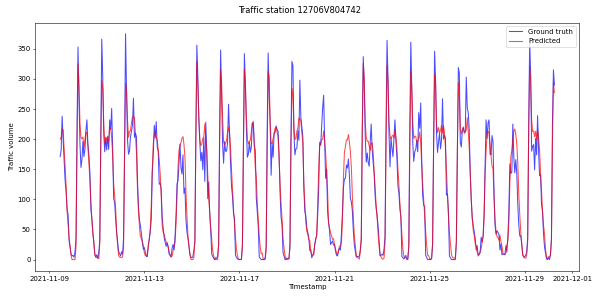 Traffic station 12706V804742
Ground truth
Predicted
Traffic volume
350
300
250
200
150
100
50
0
2021-11-09 2021-11-13 2021-11-17 2021-11-21 2021-11-25 2021-11-29 2021-12-01
Timestamp